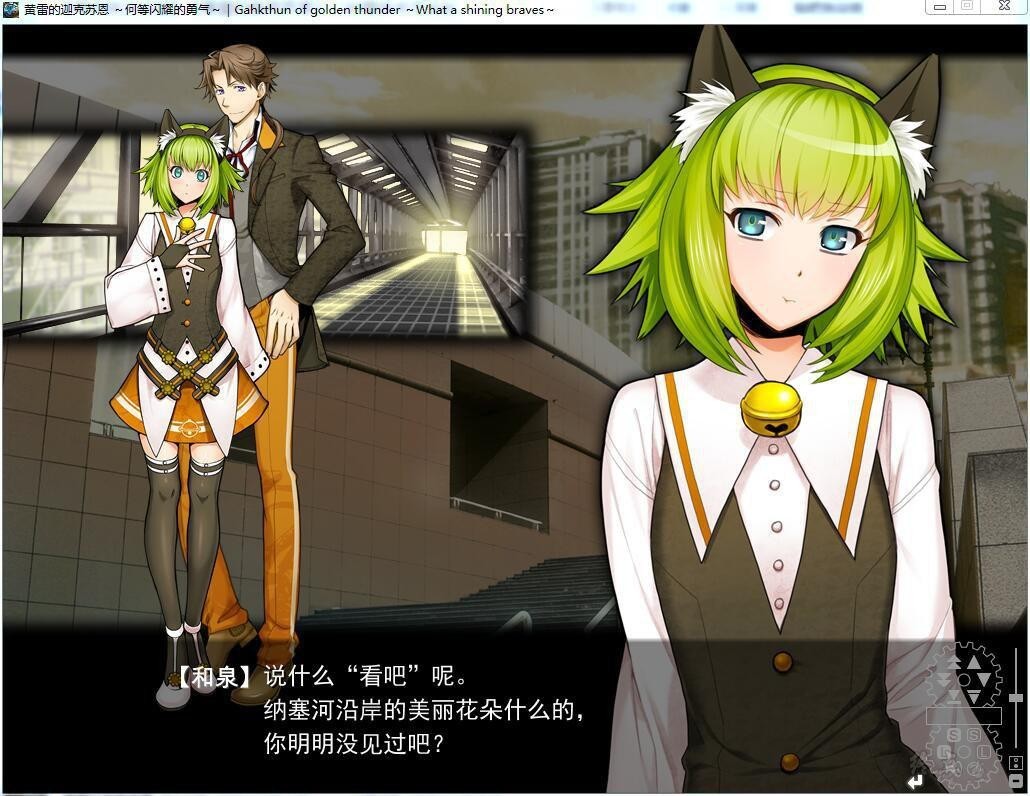 黄雷的迦克苏恩 ～何等闪耀的勇气～ | Gahkthun of golden thunder ～What a shining braves～
【和泉】说什么“看吧”呢。
纳塞河沿岸的美丽花朵什么的，
你明明没见过吧？